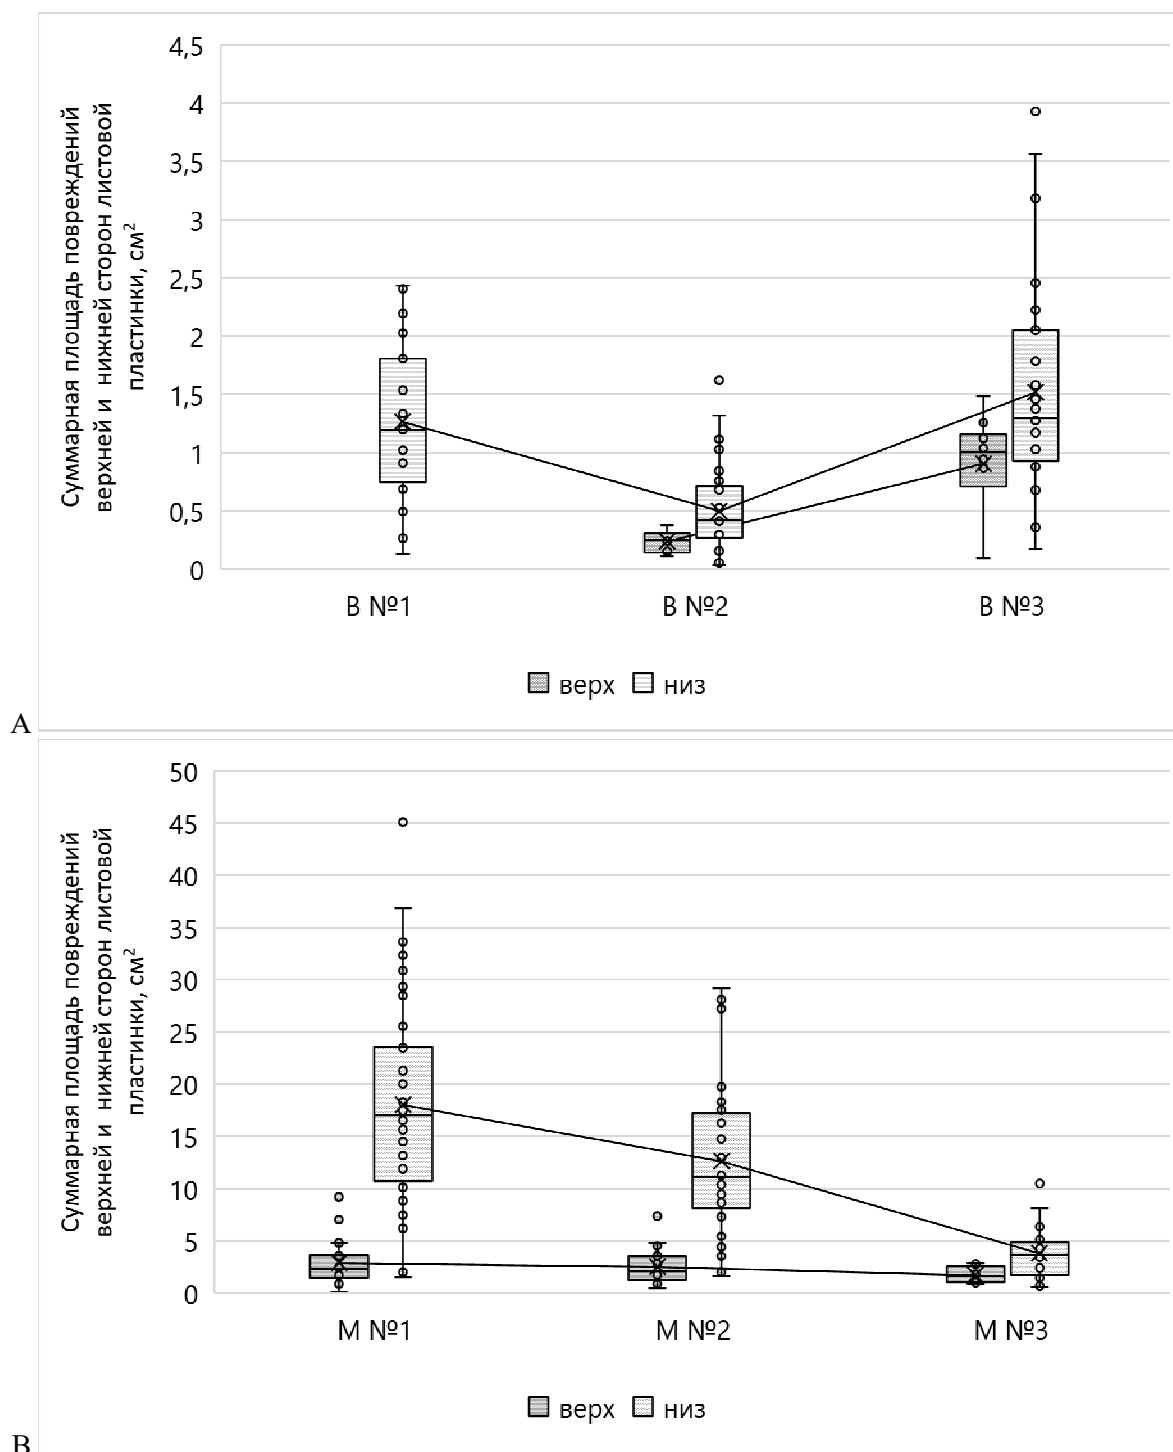 Суммарная площадь повреждений
верхней и нижней сторон листовой
пластинки, см²
4,5
4
3,5
3
2,5
2
1,5
1
0,5
0
В №1
В №2
В №3
верх
низ
A
Суммарная площадь повреждений
верхней и нижней сторон листовой
пластинки, см²
50
45
40
35
30
25
20
15
10
5
0
М №1
М №2
М №3
верх
низ
B